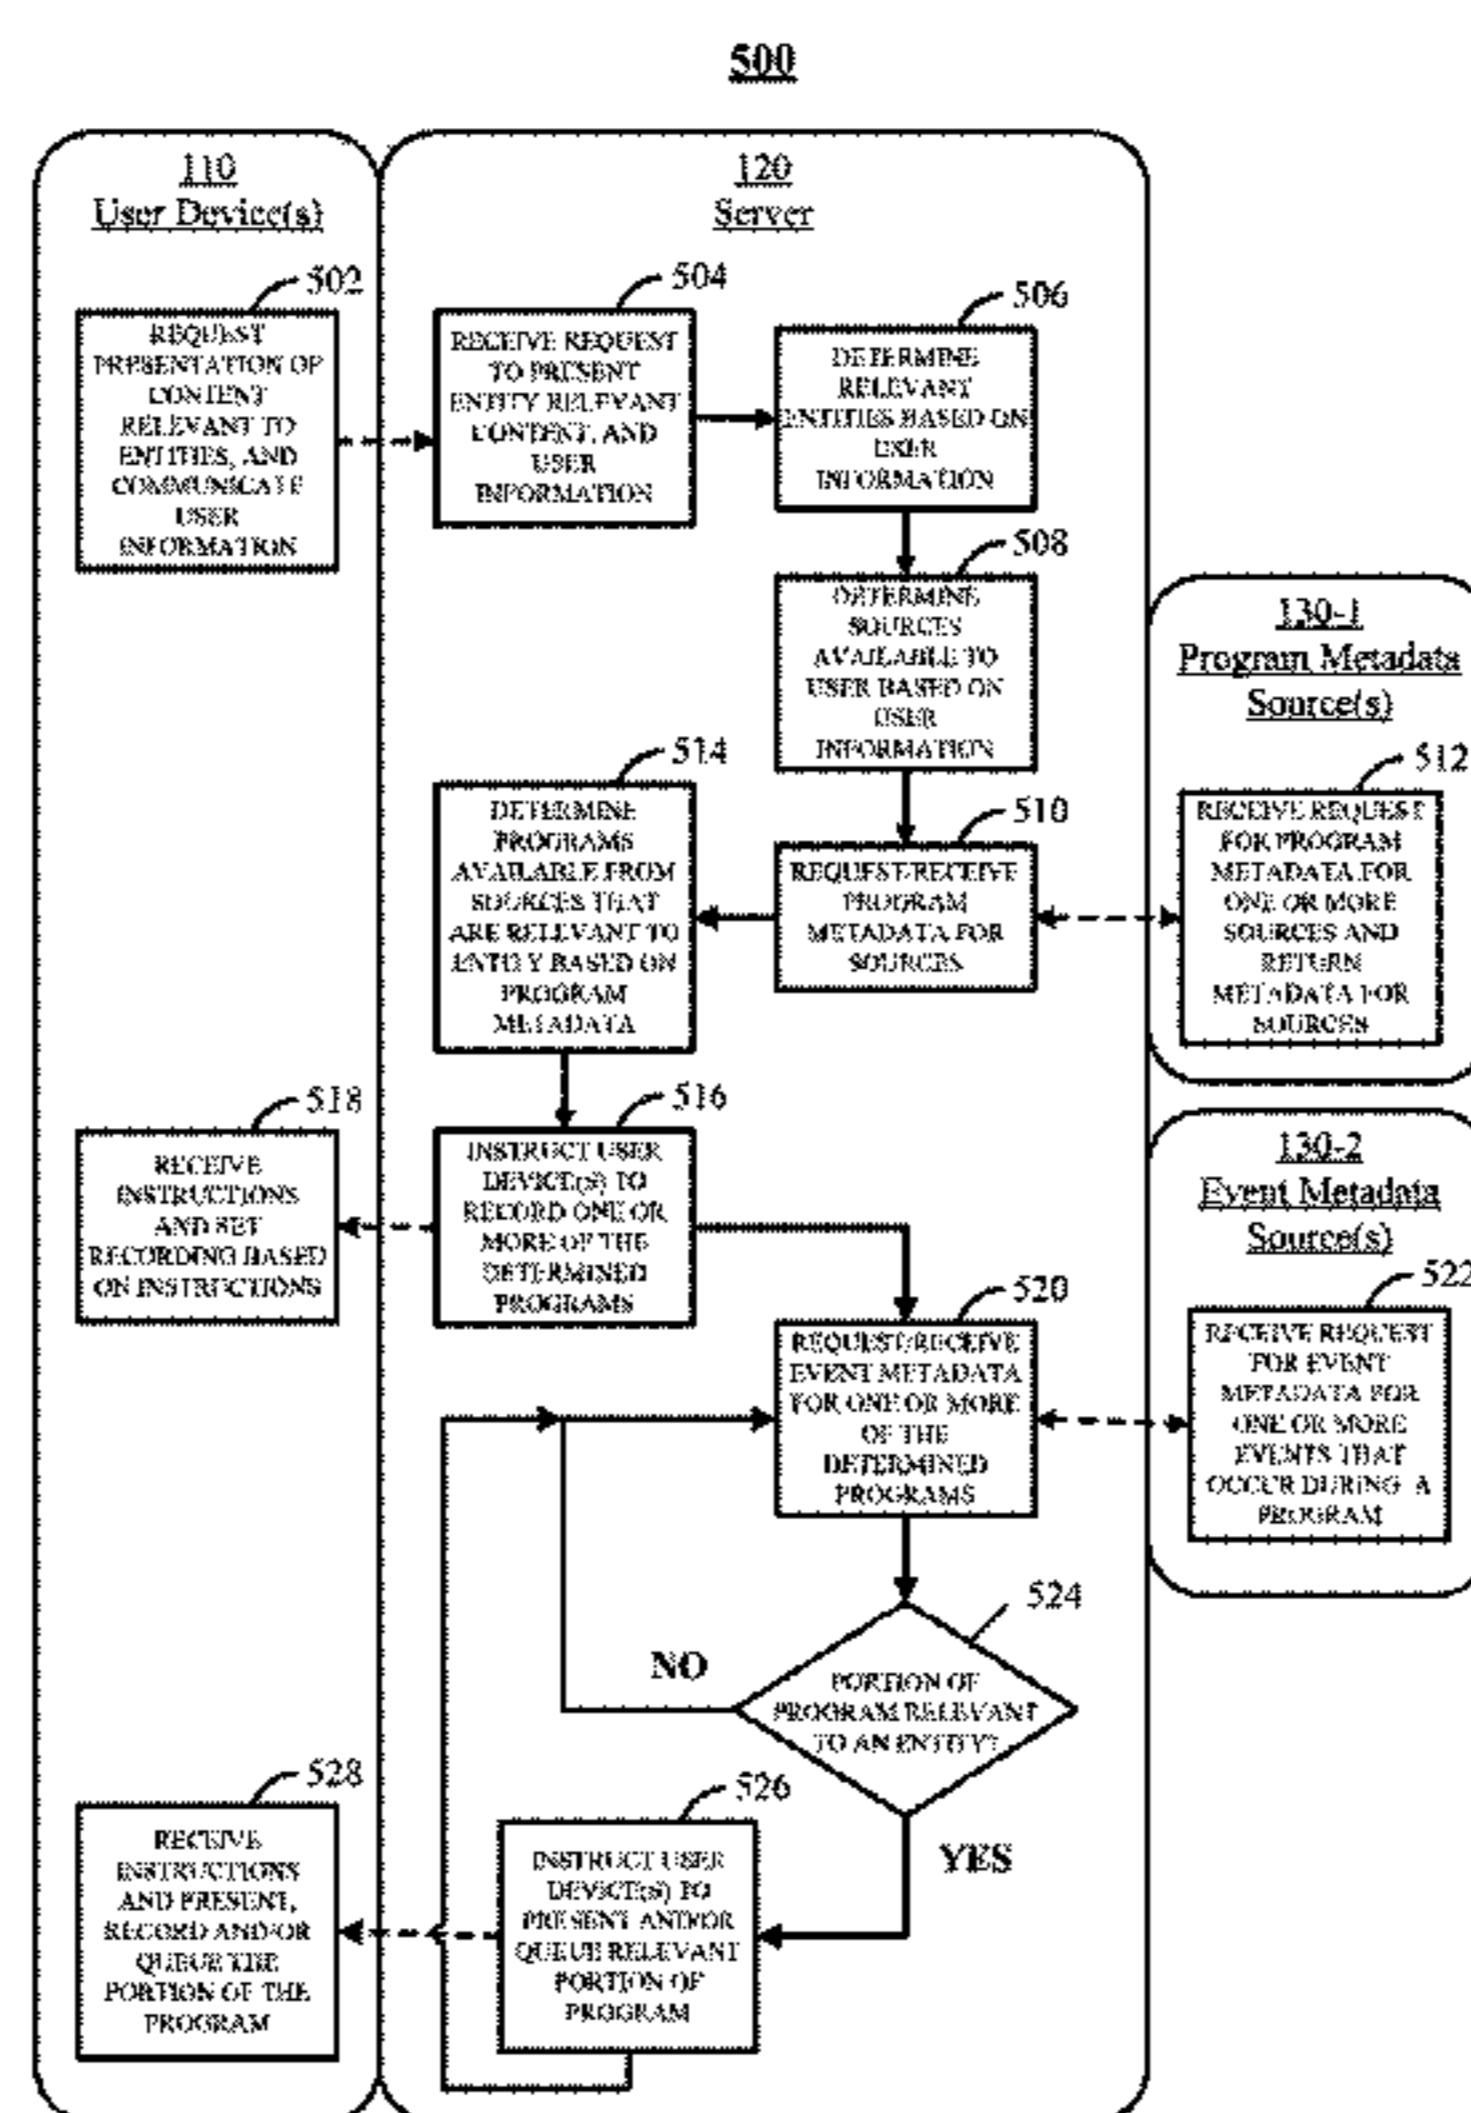 500
110
User Device(s)
120
Server
502
REQUEST
PRESENTATION OF
CONTENT
RELEVANT TO
ENTITIES, AND
COMMUNICATE
USER
INFORMATION
504
RECEIVE REQUEST
TO PRESENT
ENTITY RELEVANT
CONTENT, AND
USER
INFORMATION
506
DETERMINE
RELEVANT
ENTITIES BASED ON
USER
INFORMATION
508
DETERMINE
SOURCES
AVAILABLE TO
USER BASED ON
USER
INFORMATION
130-1
Program Metadata
Source(s)
510
REQUEST/RECEIVE
PROGRAM
METADATA FOR
SOURCES
512
RECEIVE REQUEST
FOR PROGRAM
METADATA FOR
ONE OR MORE
SOURCES AND
RETURN
METADATA FOR
SOURCES
514
DETERMINE
PROGRAMS
AVAILABLE FROM
SOURCES THAT
ARE RELEVANT TO
ENTITY BASED ON
PROGRAM
METADATA
516
INSTRUCT USER
DEVICE(S) TO
RECORD ONE OR
MORE OF THE
DETERMINED
PROGRAMS
518
RECEIVE
INSTRUCTIONS
AND SET
RECORDING BASED
ON INSTRUCTIONS
130-2
Event Metadata
Source(s)
520
REQUEST/RECEIVE
EVENT METADATA
FOR ONE OR MORE
OF THE
DETERMINED
PROGRAMS
522
RECEIVE REQUEST
FOR EVENT
METADATA FOR
ONE OR MORE
EVENTS THAT
OCCUR DURING A
PROGRAM
524
PORTION OF
PROGRAM RELEVANT
TO AN ENTITY?
NO
YES
526
INSTRUCT USER
DEVICE(S) TO
PRESENT AND/OR
QUEUE RELEVANT
PORTION OF
PROGRAM
528
RECEIVE
INSTRUCTIONS
AND PRESENT,
RECORD AND/OR
QUEUE THE
PORTION OF THE
PROGRAM